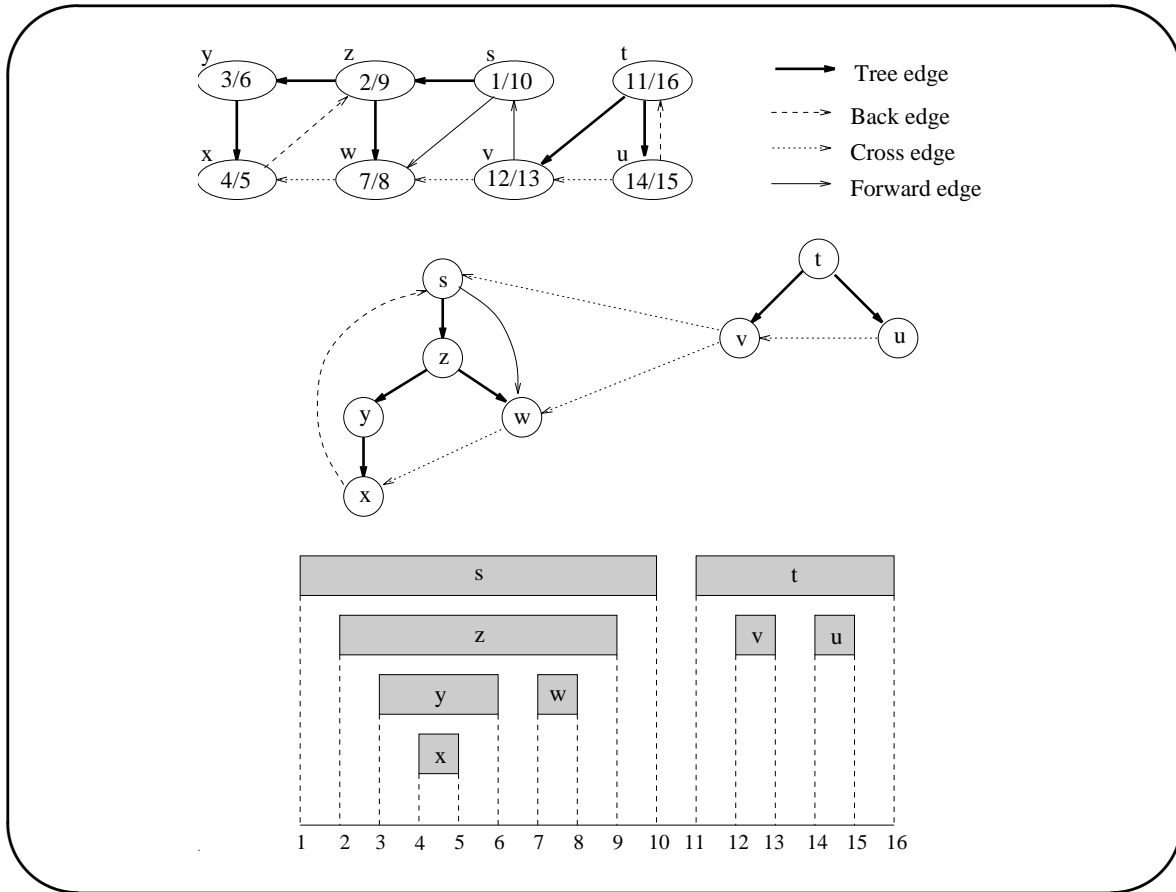 y z s t
3/6 2/9 1/10 11/16 Tree edge
Back edge
x w v u
Cross edge
4/5 7/8 12/13 14/15
Forward edge
t
s
v u
z
y w
x
s t
z v u
y w
x
1 2 3 4 5 6 7 8 9 10 11 12 13 14 15 16